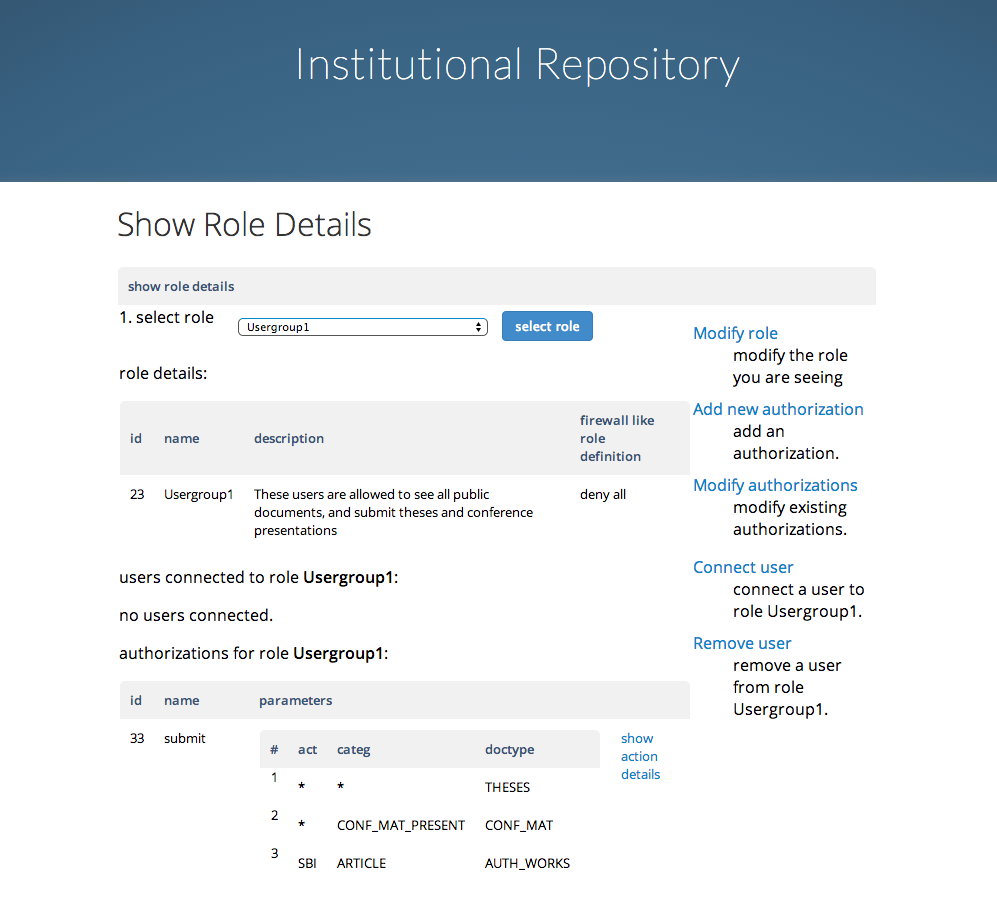 Institutional Repository
Show Role Details
show role details
1. select role
Usergroup1
select role
role details:
id name description firewall like
role
definition
23 Usergroup1 These users are allowed to see all public deny all
documents, and submit theses and conference
presentations
users connected to role Usergroup1:
no users connected.
authorizations for role Usergroup1:
id name parameters
33 submit
# act categ doctype
1 * * THESES
2 * CONF_MAT_PRESENT CONF_MAT
3 SBI ARTICLE AUTH_WORKS
show
action
details
Modify role
modify the role
you are seeing
Add new authorization
add an
authorization.
Modify authorizations
modify existing
authorizations.
Connect user
connect a user to
role Usergroup1.
Remove user
remove a user
from role
Usergroup1.